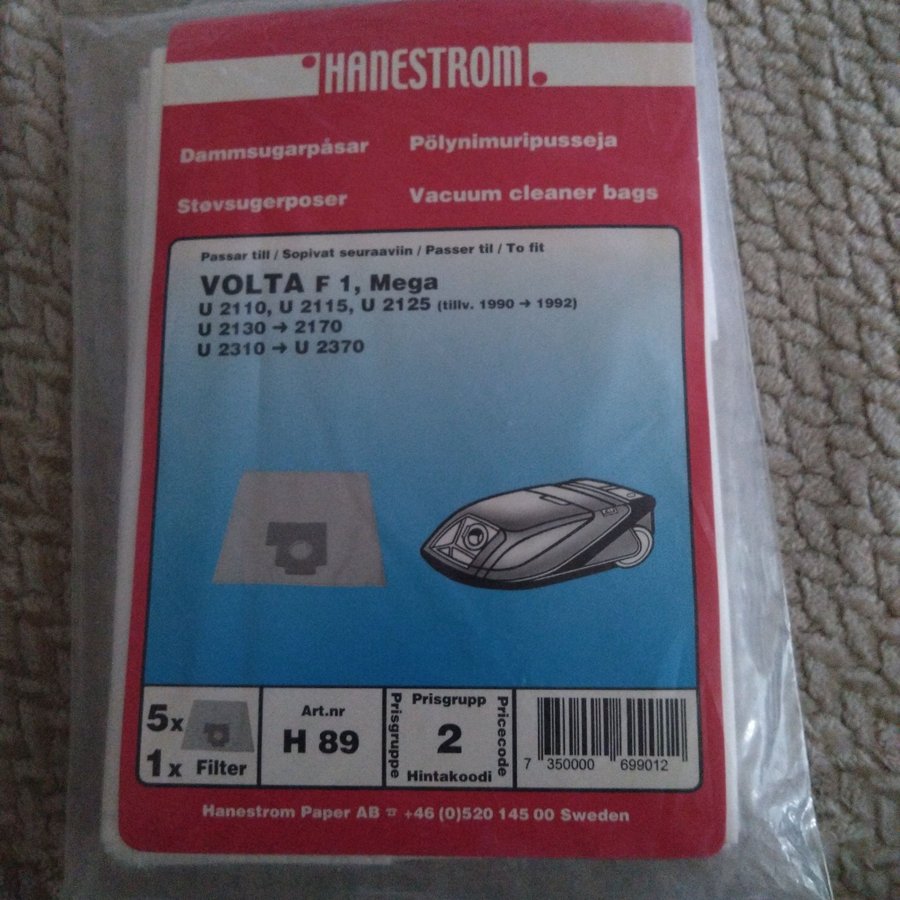 HANESTROM
Dammsugarpåsar
Pölynimuripusseja
Støvsugerposer
Vacuum cleaner bags
Passar till / Sopivat seuraaviin / Passer til / To fit
VOLTA F 1, Mega
U 2110, U 2115, U 2125 (tillv. 1990 → 1992)
U 2130 → 2170
U 2310 → U 2370
5x
1x Filter
Art.nr
H 89
Prisgruppe
Prisgrupp
2
Hintakoodi
Pricecode
7 350000 699012
Hanestrom Paper AB ☎ +46 (0)520 145 00 Sweden